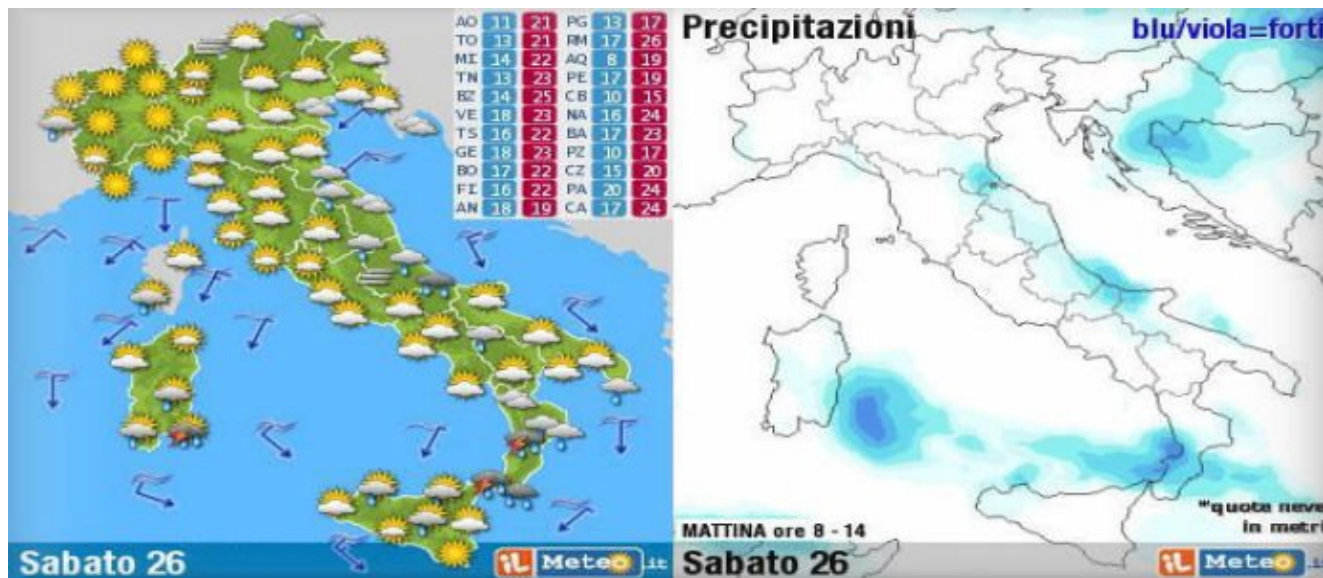 AO 11 21 PG 13 17
TO 13 21 RM 17 26
MI 14 22 AQ 8 19
TN 13 23 PE 17 19
BZ 14 25 CB 10 15
VE 18 23 NA 16 24
TS 16 22 BA 17 23
GE 18 23 PZ 10 17
BO 17 22 CZ 15 20
FI 16 22 PA 20 24
AN 18 19 CA 17 24
Sabato 26
iL Meteo.it
Precipitazioni
blu/viola=forti
*quota neve
in metri
MATTINA ore 8 - 14
Sabato 26
iL Meteo.it